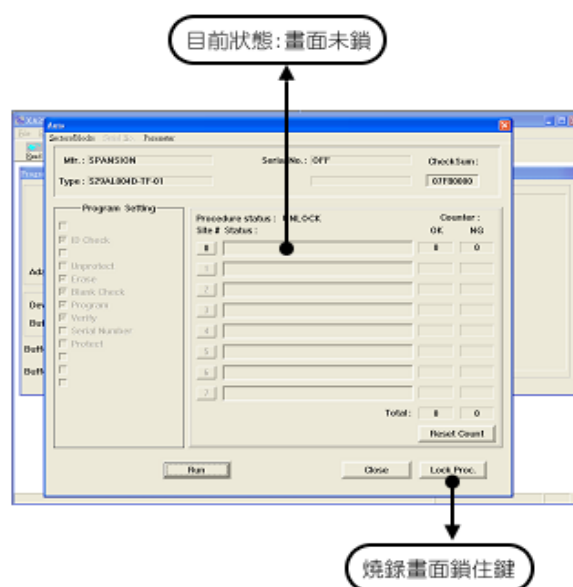 目前狀態:畫面未鎖
Auto
Parameter
Mfr.: SPANSION
Serial No.: OFF
CheckSum:
Type: S29AL004D-TF-01
07FB0000
Program Setting
Procedure status: UNLOCK
Counter:
Site # Status:
OK NG
ID Check
0 0 0
Unprotect
1
Erase
2
Blank Check
Program
3
Verify
Serial Number
4
Protect
5
6
7
Total: 0 0
Reset Count
Run
Close
Lock Proc.
燒錄畫面鎖住鍵